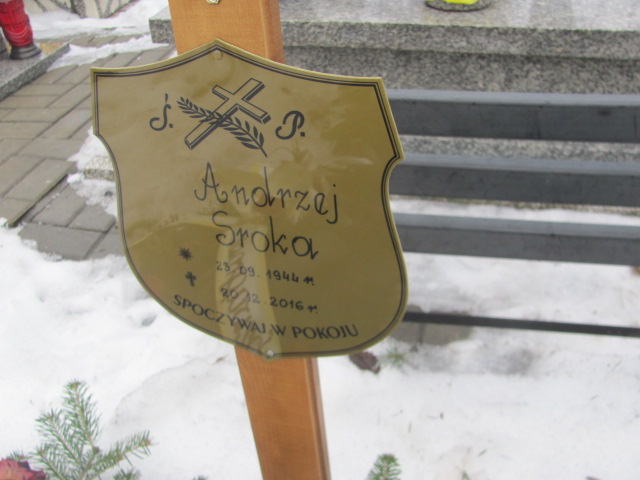 Ś. P.
Andrzej
Sroka
23.09.1944 r.
20.12.2016 r.
SPOCZYWAJ W POKOJU